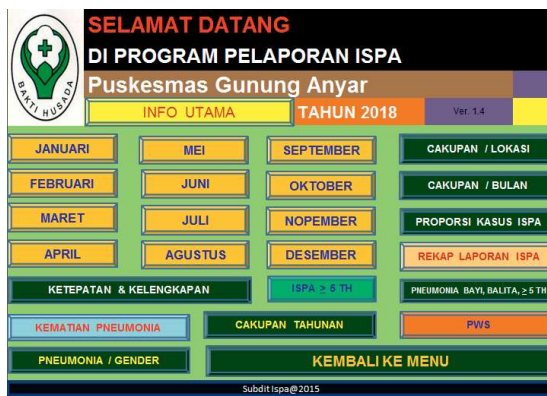 SELAMAT DATANG
DI PROGRAM PELAPORAN ISPA
Puskesmas Gunung Anyar
BAKTI HUSADA
INFO UTAMA TAHUN 2018 Ver. 1.4
JANUARI MEI SEPTEMBER CAKUPAN / LOKASI
FEBRUARI JUNI OKTOBER CAKUPAN / BULAN
MARET JULI NOPEMBER PROPORSI KASUS ISPA
APRIL AGUSTUS DESEMBER REKAP LAPORAN ISPA
KETEPATAN & KELENGKAPAN ISPA ≥ 5 TH PNEUMONIA BAYI, BALITA, ≥ 5 TH
KEMATIAN PNEUMONIA CAKUPAN TAHUNAN PWS
PNEUMONIA / GENDER KEMBALI KE MENU
Subdit Ispa@2015